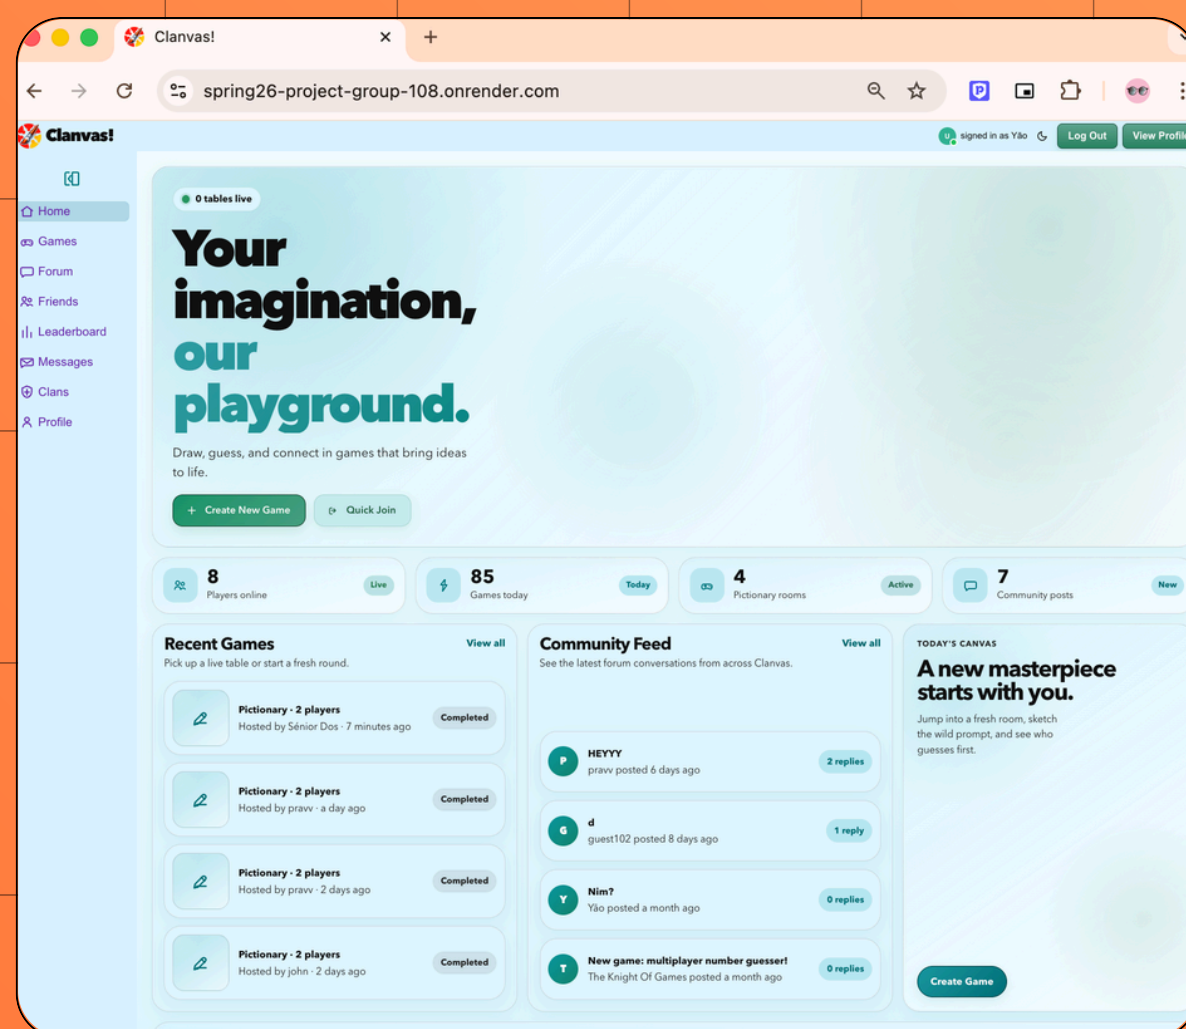 Clanvas!
spring26-project-group-108.onrender.com
Clanvas!
signed in as Yāo
Log Out
View Profile
Home
Games
Forum
Friends
Leaderboard
Messages
Clans
Profile
0 tables live
Your
imagination,
our
playground.
Draw, guess, and connect in games that bring ideas
to life.
+ Create New Game
Quick Join
8
Players online
Live
85
Games today
Today
4
Pictionary rooms
Active
7
Community posts
New
Recent Games
View all
Pick up a live table or start a fresh round.
Pictionary · 2 players
Hosted by Sénior Dos · 7 minutes ago
Completed
Pictionary · 2 players
Hosted by pravv · a day ago
Completed
Pictionary · 2 players
Hosted by pravv · 2 days ago
Completed
Pictionary · 2 players
Hosted by john · 2 days ago
Completed
Community Feed
View all
See the latest forum conversations from across Clanvas.
P
HEYYY
pravv posted 6 days ago
2 replies
G
d
guest102 posted 8 days ago
1 reply
Y
Nim?
Yāo posted a month ago
0 replies
T
New game: multiplayer number guesser!
The Knight Of Games posted a month ago
0 replies
TODAY'S CANVAS
A new masterpiece
starts with you.
Jump into a fresh room, sketch
the wild prompt, and see who
guesses first.
Create Game